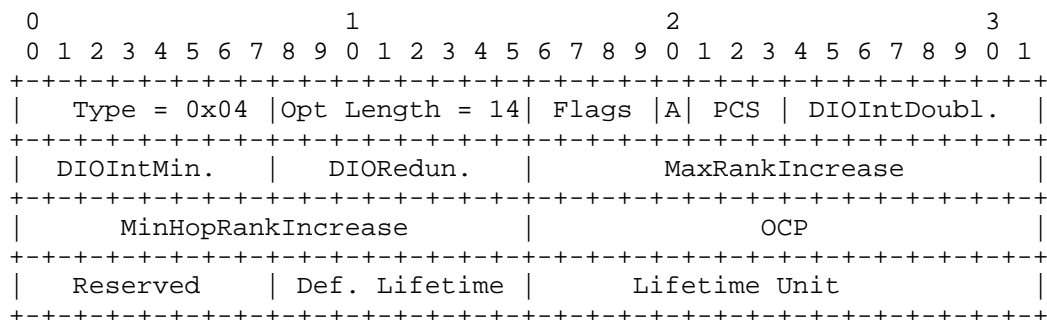 0                   1                   2                   3
 0 1 2 3 4 5 6 7 8 9 0 1 2 3 4 5 6 7 8 9 0 1 2 3 4 5 6 7 8 9 0 1
+-+-+-+-+-+-+-+-+-+-+-+-+-+-+-+-+-+-+-+-+-+-+-+-+-+-+-+-+-+-+-+-+
|   Type = 0x04 |Opt Length = 14| Flags |A| PCS | DIOIntDoubl.  |
+-+-+-+-+-+-+-+-+-+-+-+-+-+-+-+-+-+-+-+-+-+-+-+-+-+-+-+-+-+-+-+-+
|  DIOIntMin.   |   DIORedun.   |        MaxRankIncrease        |
+-+-+-+-+-+-+-+-+-+-+-+-+-+-+-+-+-+-+-+-+-+-+-+-+-+-+-+-+-+-+-+-+
|      MinHopRankIncrease       |              OCP              |
+-+-+-+-+-+-+-+-+-+-+-+-+-+-+-+-+-+-+-+-+-+-+-+-+-+-+-+-+-+-+-+-+
|   Reserved    | Def. Lifetime |      Lifetime Unit            |
+-+-+-+-+-+-+-+-+-+-+-+-+-+-+-+-+-+-+-+-+-+-+-+-+-+-+-+-+-+-+-+-+